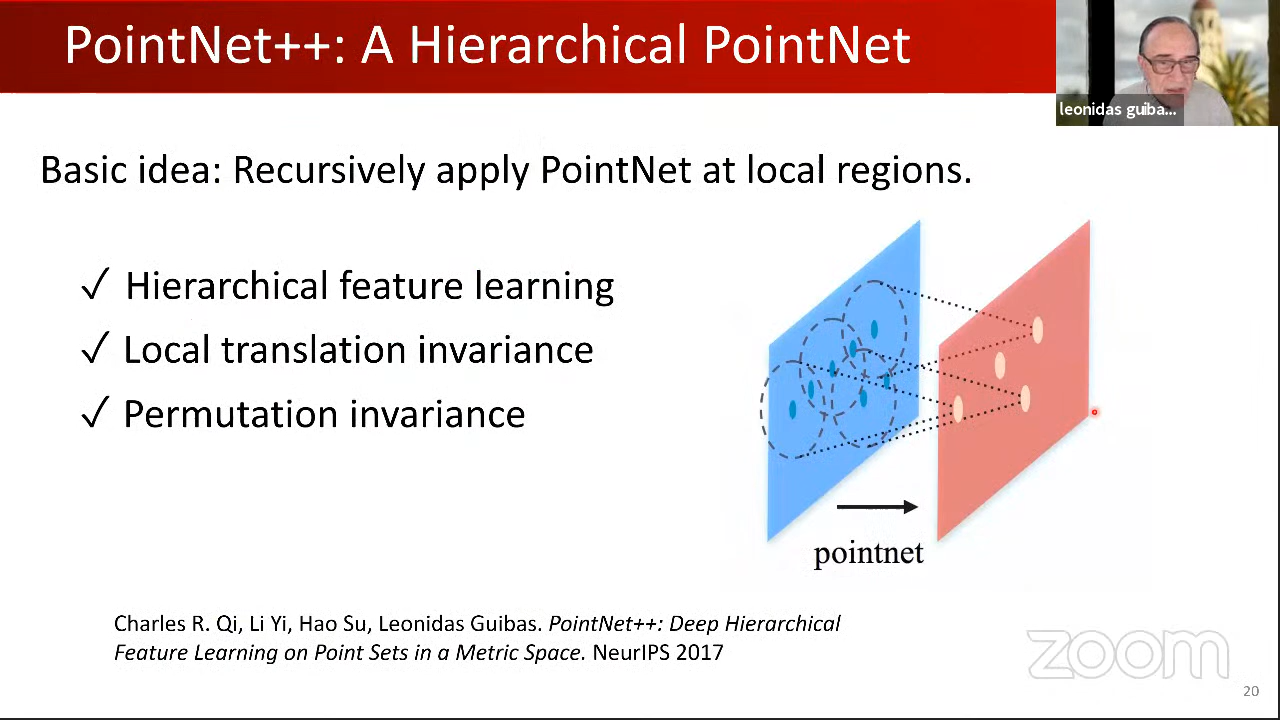 PointNet++: A Hierarchical PointNet
leonidas guiba...
Basic idea: Recursively apply PointNet at local regions.
✓ Hierarchical feature learning
✓ Local translation invariance
✓ Permutation invariance
pointnet
Charles R. Qi, Li Yi, Hao Su, Leonidas Guibas. PointNet++: Deep Hierarchical
Feature Learning on Point Sets in a Metric Space. NeurIPS 2017
zoom
20